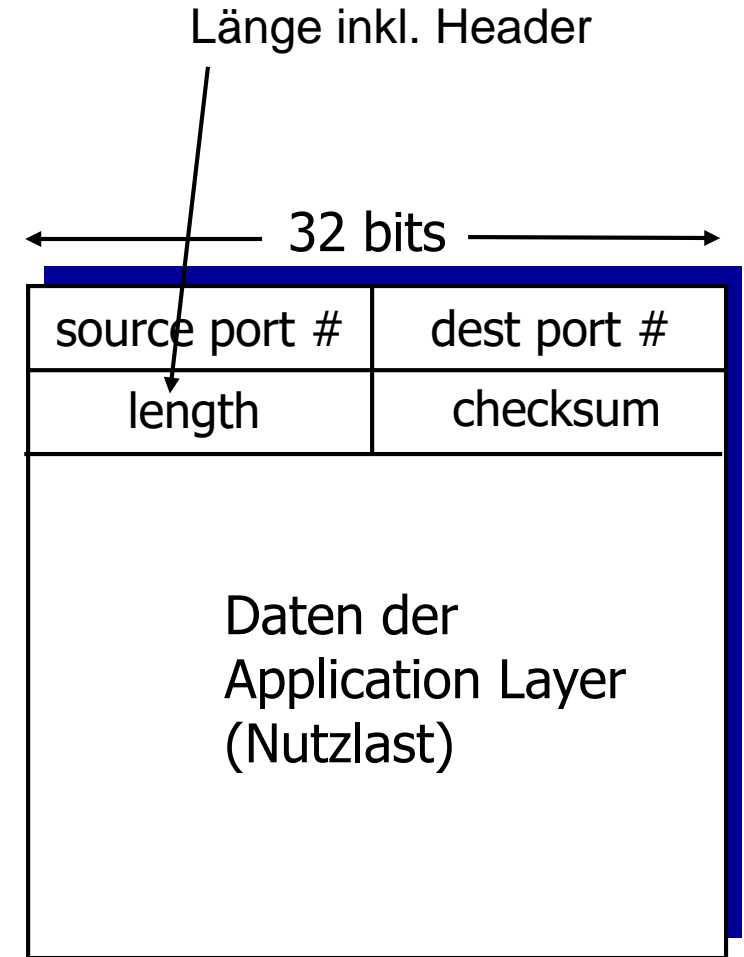 Länge inkl. Header
32 bits
source port # dest port #
length checksum
Daten der
Application Layer
(Nutzlast)